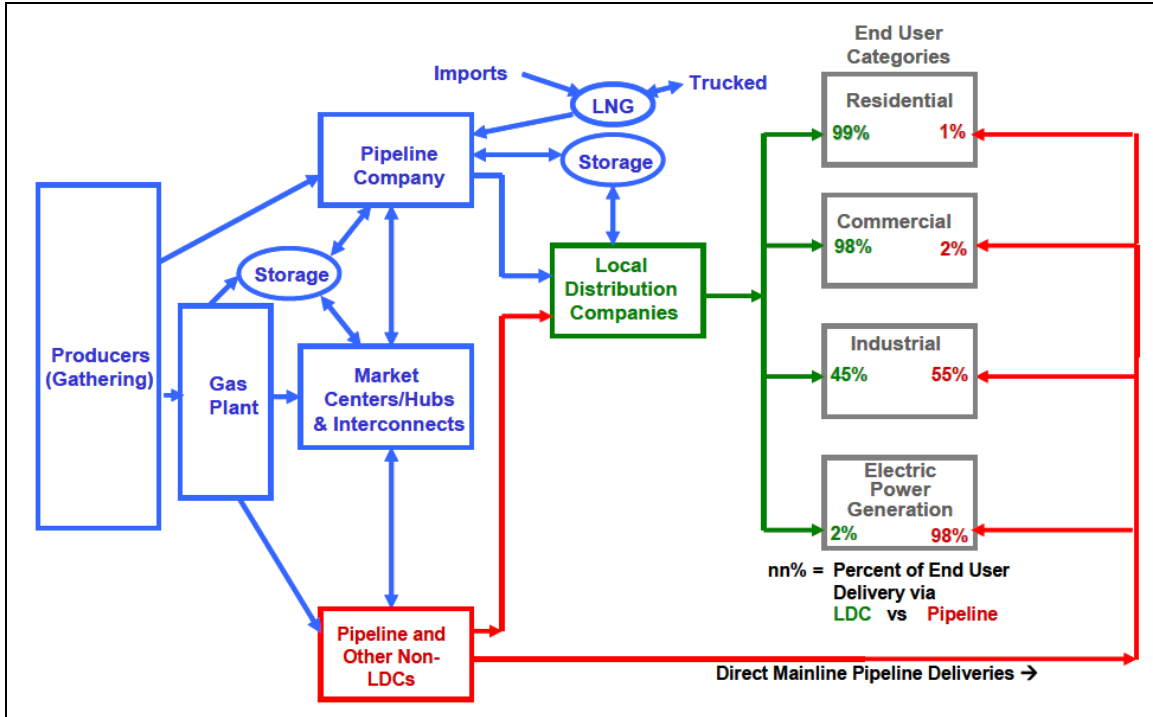 End User
Categories
Imports
Trucked
LNG
Residential
99%
1%
Pipeline
Company
Storage
Commercial
98%
2%
Storage
Local
Distribution
Companies
Producers
(Gathering)
Gas
Plant
Market
Centers/Hubs
& Interconnects
Industrial
45%
55%
Electric
Power
Generation
2%
98%
nn% = Percent of End User
Delivery via
LDC vs Pipeline
Pipeline and
Other Non-
LDCs
Direct Mainline Pipeline Deliveries →